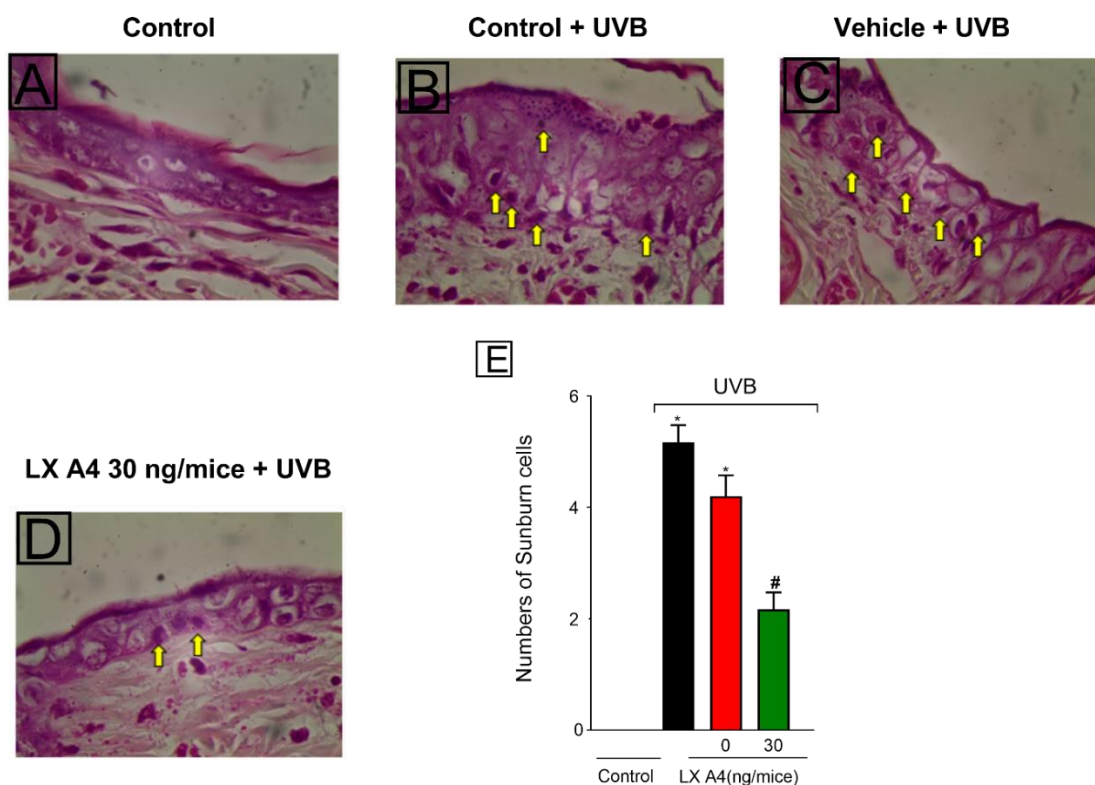 Control
Control + UVB
Vehicle + UVB
A
B
C
LX A4 30 ng/mice + UVB
D
E
UVB
Numbers of Sunburn cells
6
4
2
0
*
*
#
0 30
Control LX A4(ng/mice)